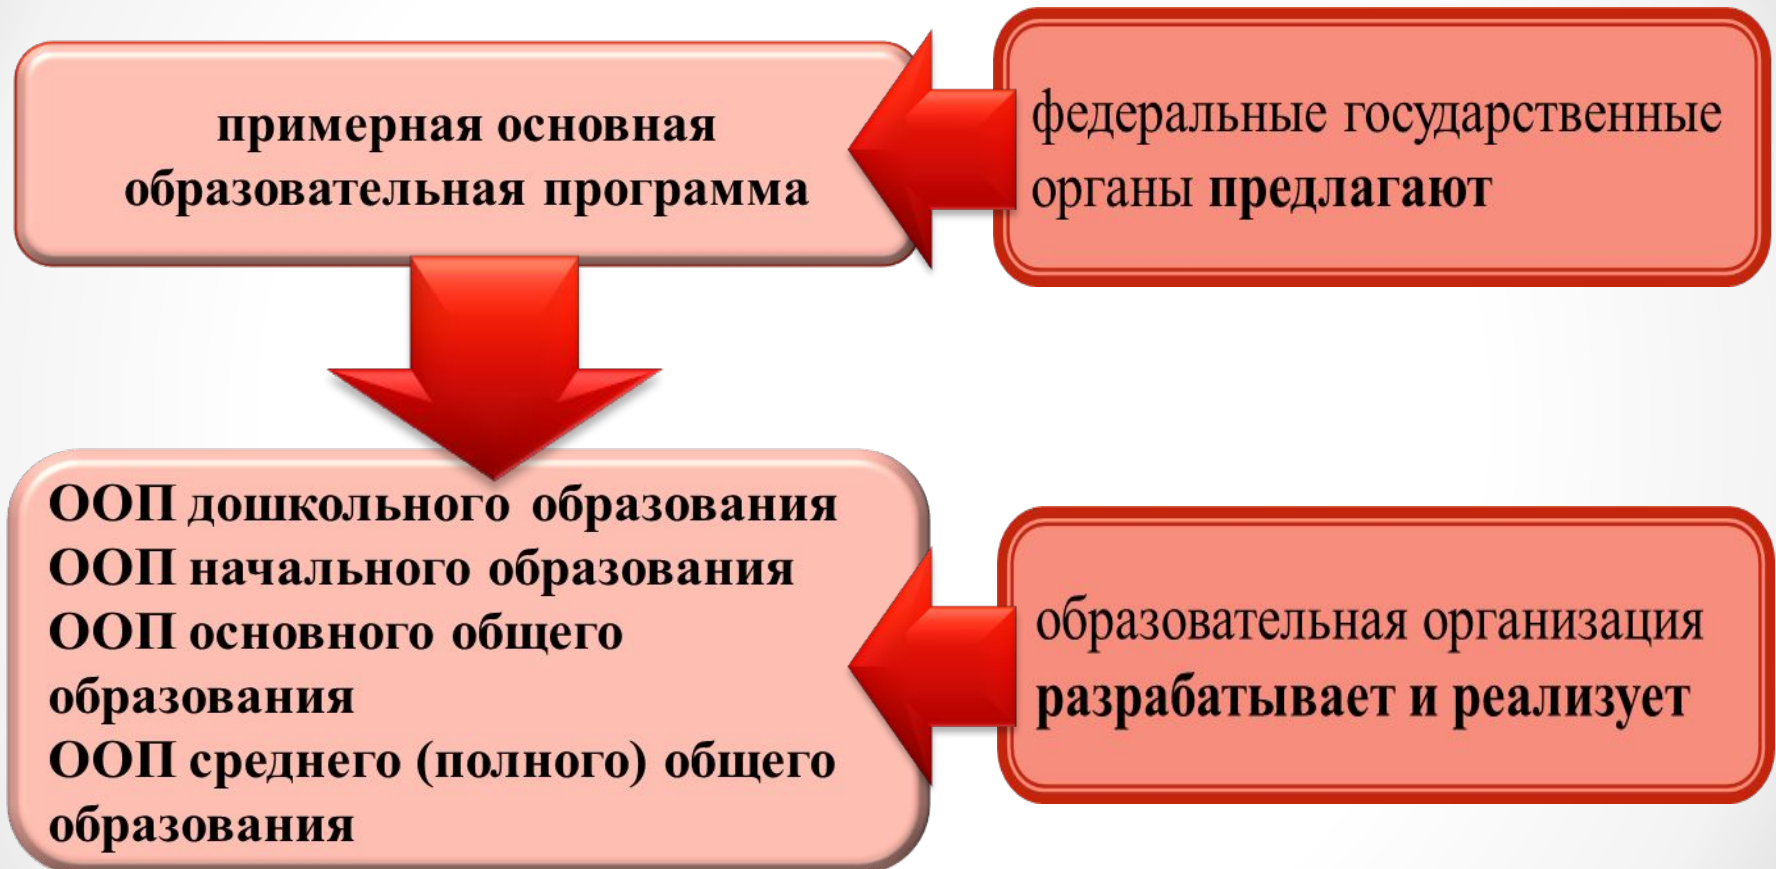 примерная основная
образовательная программа
федеральные государственные
органы предлагают
ООП дошкольного образования
ООП начального образования
ООП основного общего
образования
ООП среднего (полного) общего
образования
образовательная организация
разрабатывает и реализует